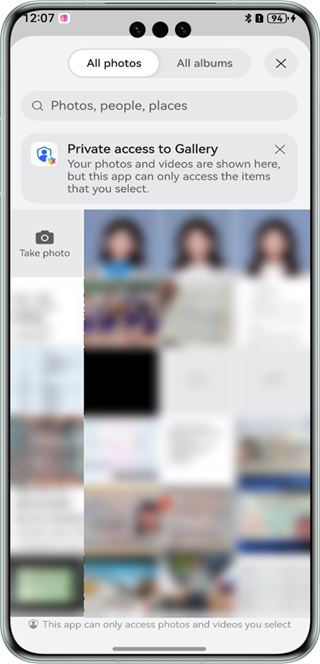 12:07
94
All photos
All albums
Photos, people, places
Private access to Gallery
Your photos and videos are shown here,
but this app can only access the items
that you select.
Take photo
This app can only access photos and videos you select